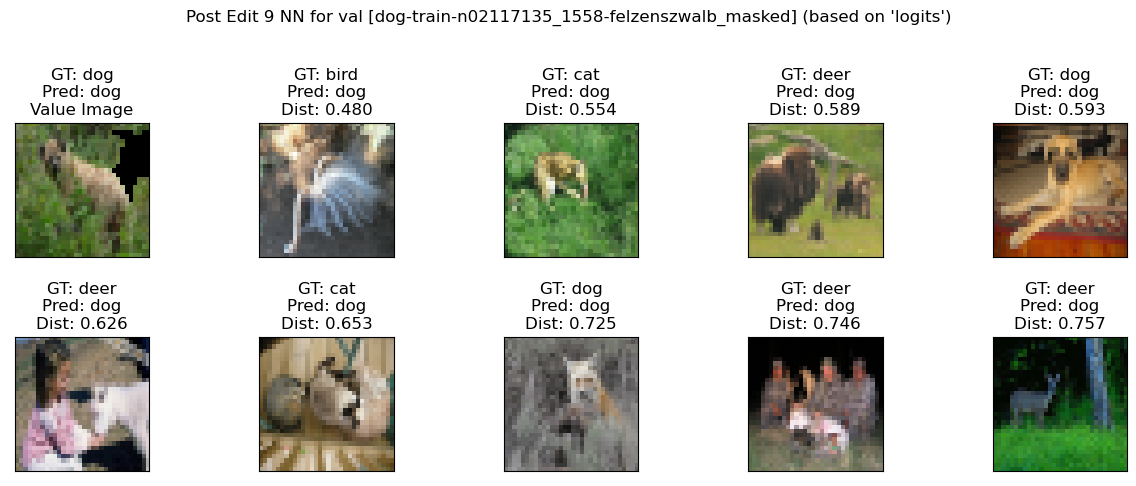 Post Edit 9 NN for val [dog-train-n02117135_1558-felzenszwalb_masked] (based on 'logits')
GT: dog
Pred: dog
Value Image
GT: bird
Pred: dog
Dist: 0.480
GT: cat
Pred: dog
Dist: 0.554
GT: deer
Pred: dog
Dist: 0.589
GT: dog
Pred: dog
Dist: 0.593
GT: deer
Pred: dog
Dist: 0.626
GT: cat
Pred: dog
Dist: 0.653
GT: dog
Pred: dog
Dist: 0.725
GT: deer
Pred: dog
Dist: 0.746
GT: deer
Pred: dog
Dist: 0.757